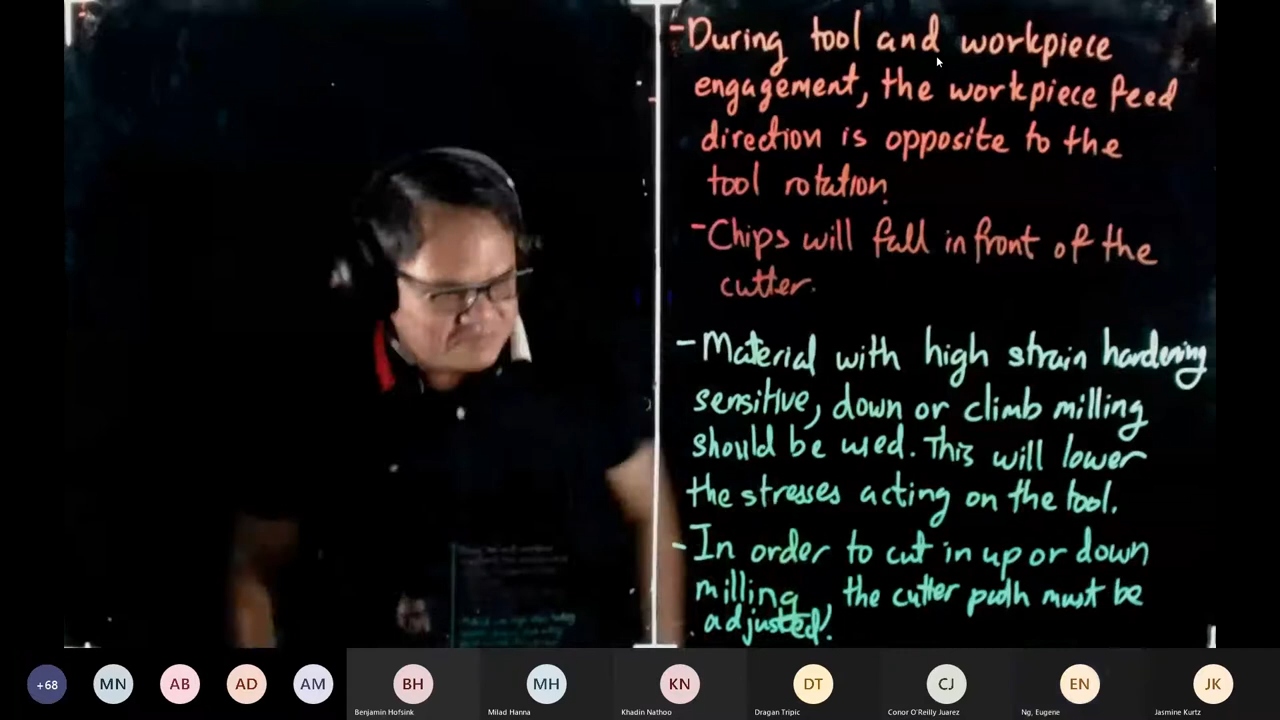 -During tool and workpiece
engagement, the workpiece feed
direction is opposite to the
tool rotation.
-Chips will fall in front of the
cutter.
-Material with high strain hardening
sensitive, down or climb milling
should be used. This will lower
the stresses acting on the tool.
-In order to cut in up or down
milling, the cutter path must be
adjusted!
+68 MN AB AD AM BH MH KN DT CJ EN JK
Benjamin Hofsink Milad Hanna Khadin Nathoo Dragan Tripic Conor O'Reilly Juarez Ng, Eugene Jasmine Kurtz